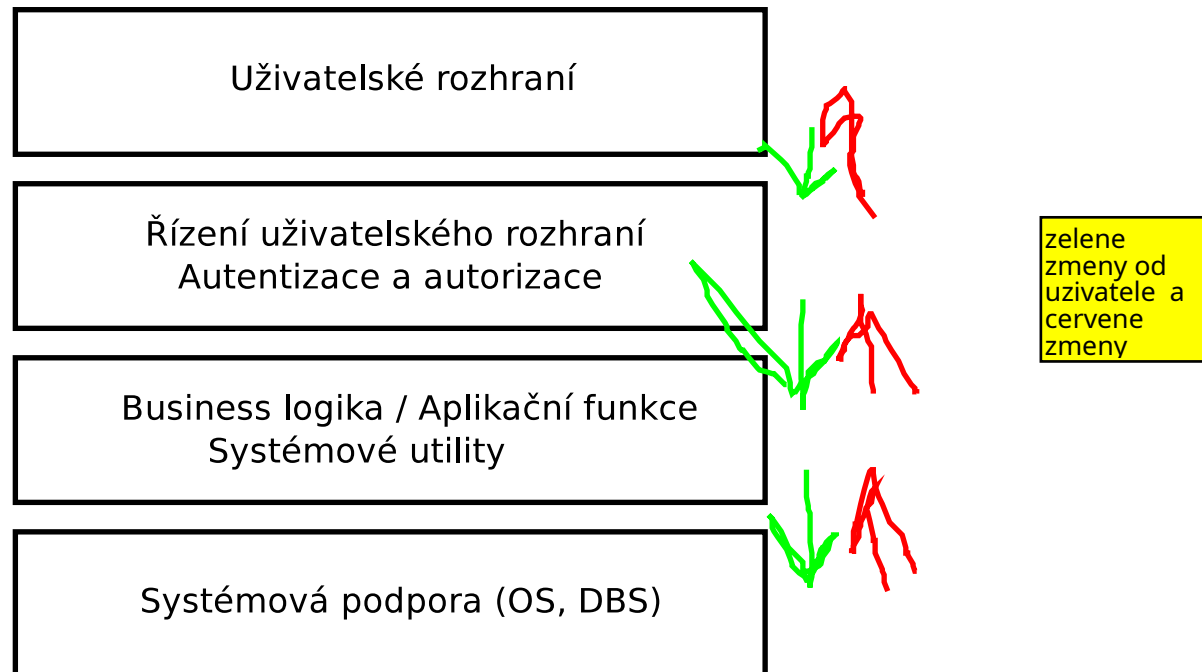 Uživatelské rozhraní
Řízení uživatelského rozhraní
Autentizace a autorizace
Business logika / Aplikační funkce
Systémové utility
Systémová podpora (OS, DBS)
zelene
zmeny od
uzivatele a
cervene
zmeny